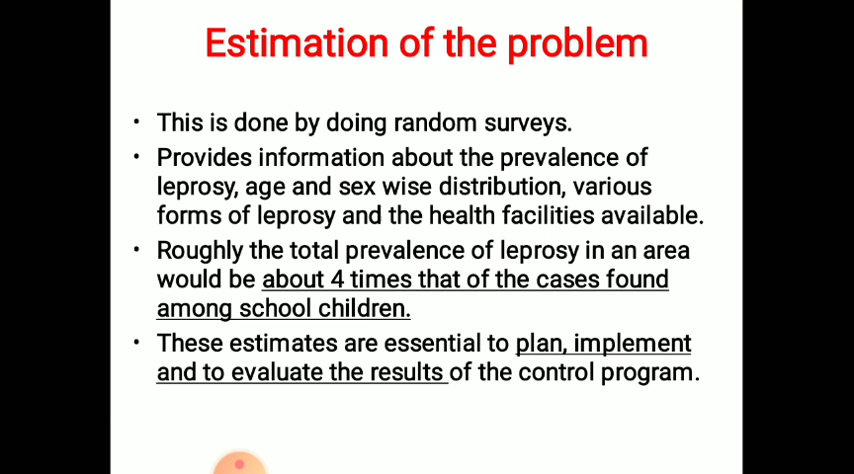 Estimation of the problem
• This is done by doing random surveys.
• Provides information about the prevalence of
leprosy, age and sex wise distribution, various
forms of leprosy and the health facilities available.
• Roughly the total prevalence of leprosy in an area
would be about 4 times that of the cases found
among school children.
• These estimates are essential to plan, implement
and to evaluate the results of the control program.